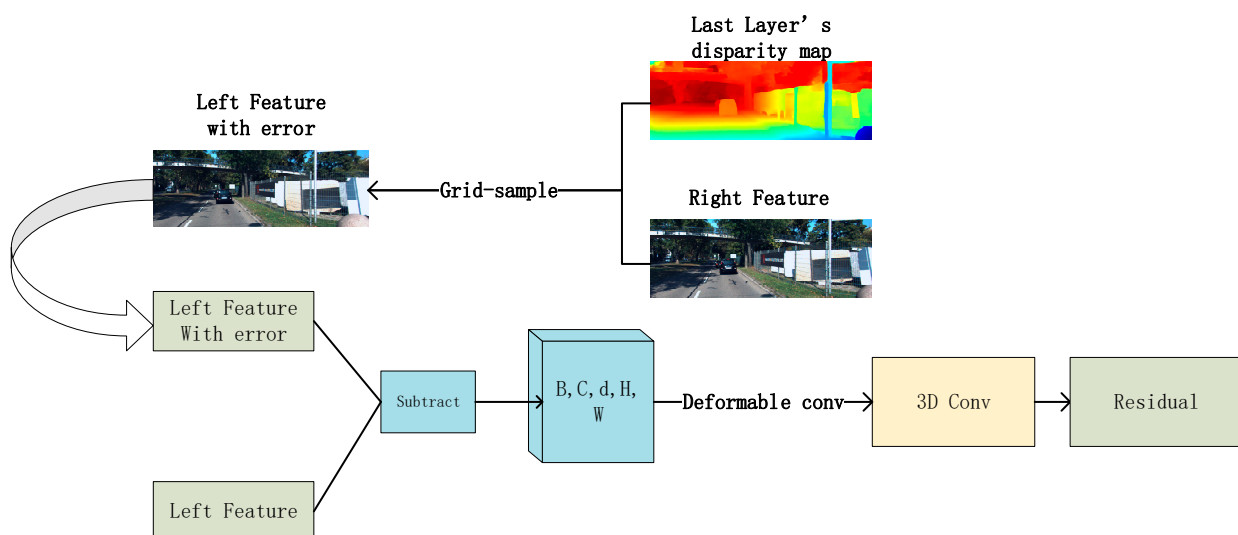 Last Layer's
disparity map
Left Feature
with error
Grid-sample
Right Feature
Left Feature
With error
Subtract
B,C,d,H,
W
Deformable conv
3D Conv
Residual
Left Feature